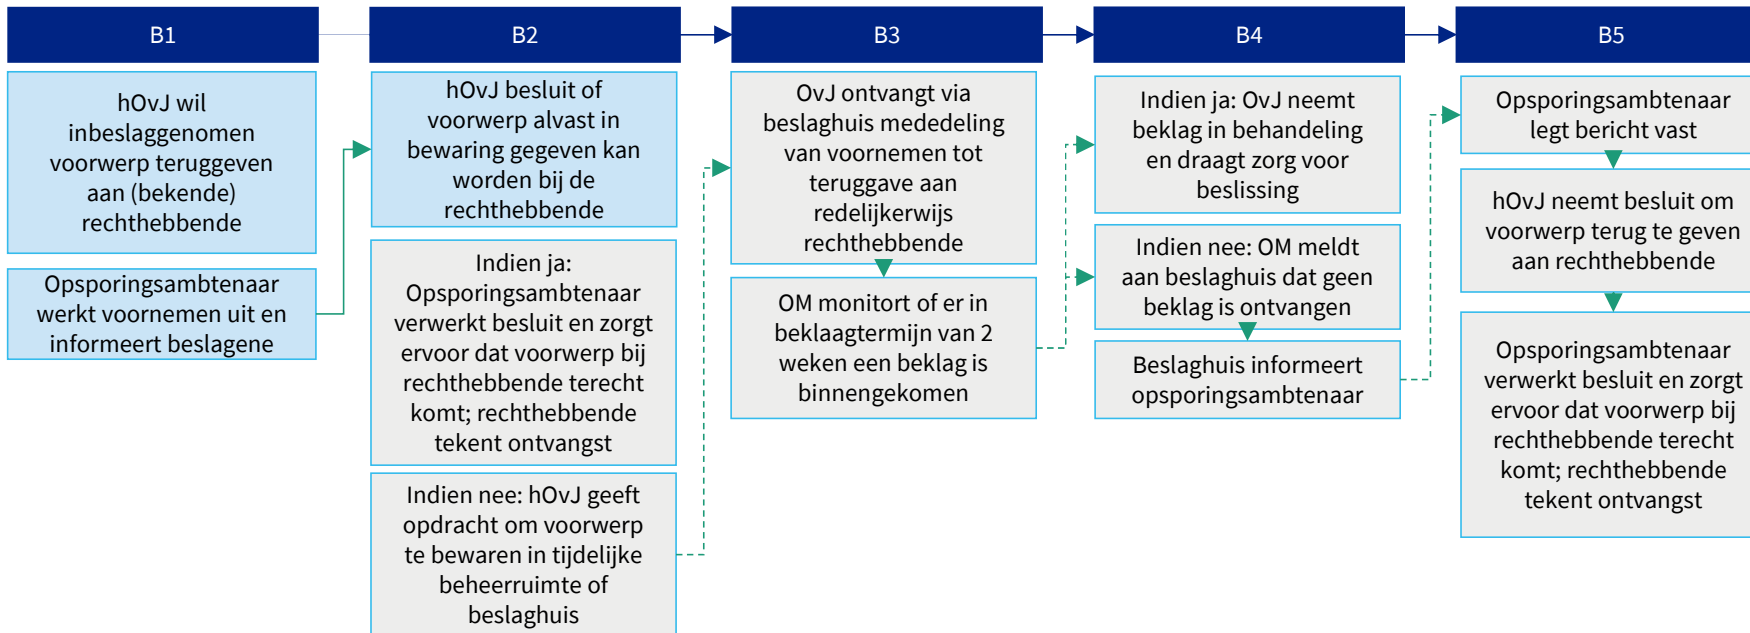 B1
hOvJ wil
inbeslaggenomen
voorwerp teruggeven
aan (bekende)
rechthebbende
Opsporingsambtenaar
werkt voornemen uit en
informeert beslagene
B2
hOvJ besluit of
voorwerp alvast in
bewaring gegeven kan
worden bij de
rechthebbende
Indien ja:
Opsporingsambtenaar
verwerkt besluit en zorgt
ervoor dat voorwerp bij
rechthebbende terecht
komt; rechthebbende
tekent ontvangst
Indien nee: hOvJ geeft
opdracht om voorwerp
te bewaren in tijdelijke
beheerruimte of
beslaghuis
B3
OvJ ontvangt via
beslaghuis mededeling
van voornemen tot
teruggave aan
redelijkerwijs
rechthebbende
OM monitort of er in
beklaagtermijn van 2
weken een beklag is
binnengekomen
B4
Indien ja: OvJ neemt
beklag in behandeling
en draagt zorg voor
beslissing
Indien nee: OM meldt
aan beslaghuis dat geen
beklag is ontvangen
Beslaghuis informeert
opsporingsambtenaar
B5
Opsporingsambtenaar
legt bericht vast
hOvJ neemt besluit om
voorwerp terug te geven
aan rechthebbende
Opsporingsambtenaar
verwerkt besluit en zorgt
ervoor dat voorwerp bij
rechthebbende terecht
komt; rechthebbende
tekent ontvangst